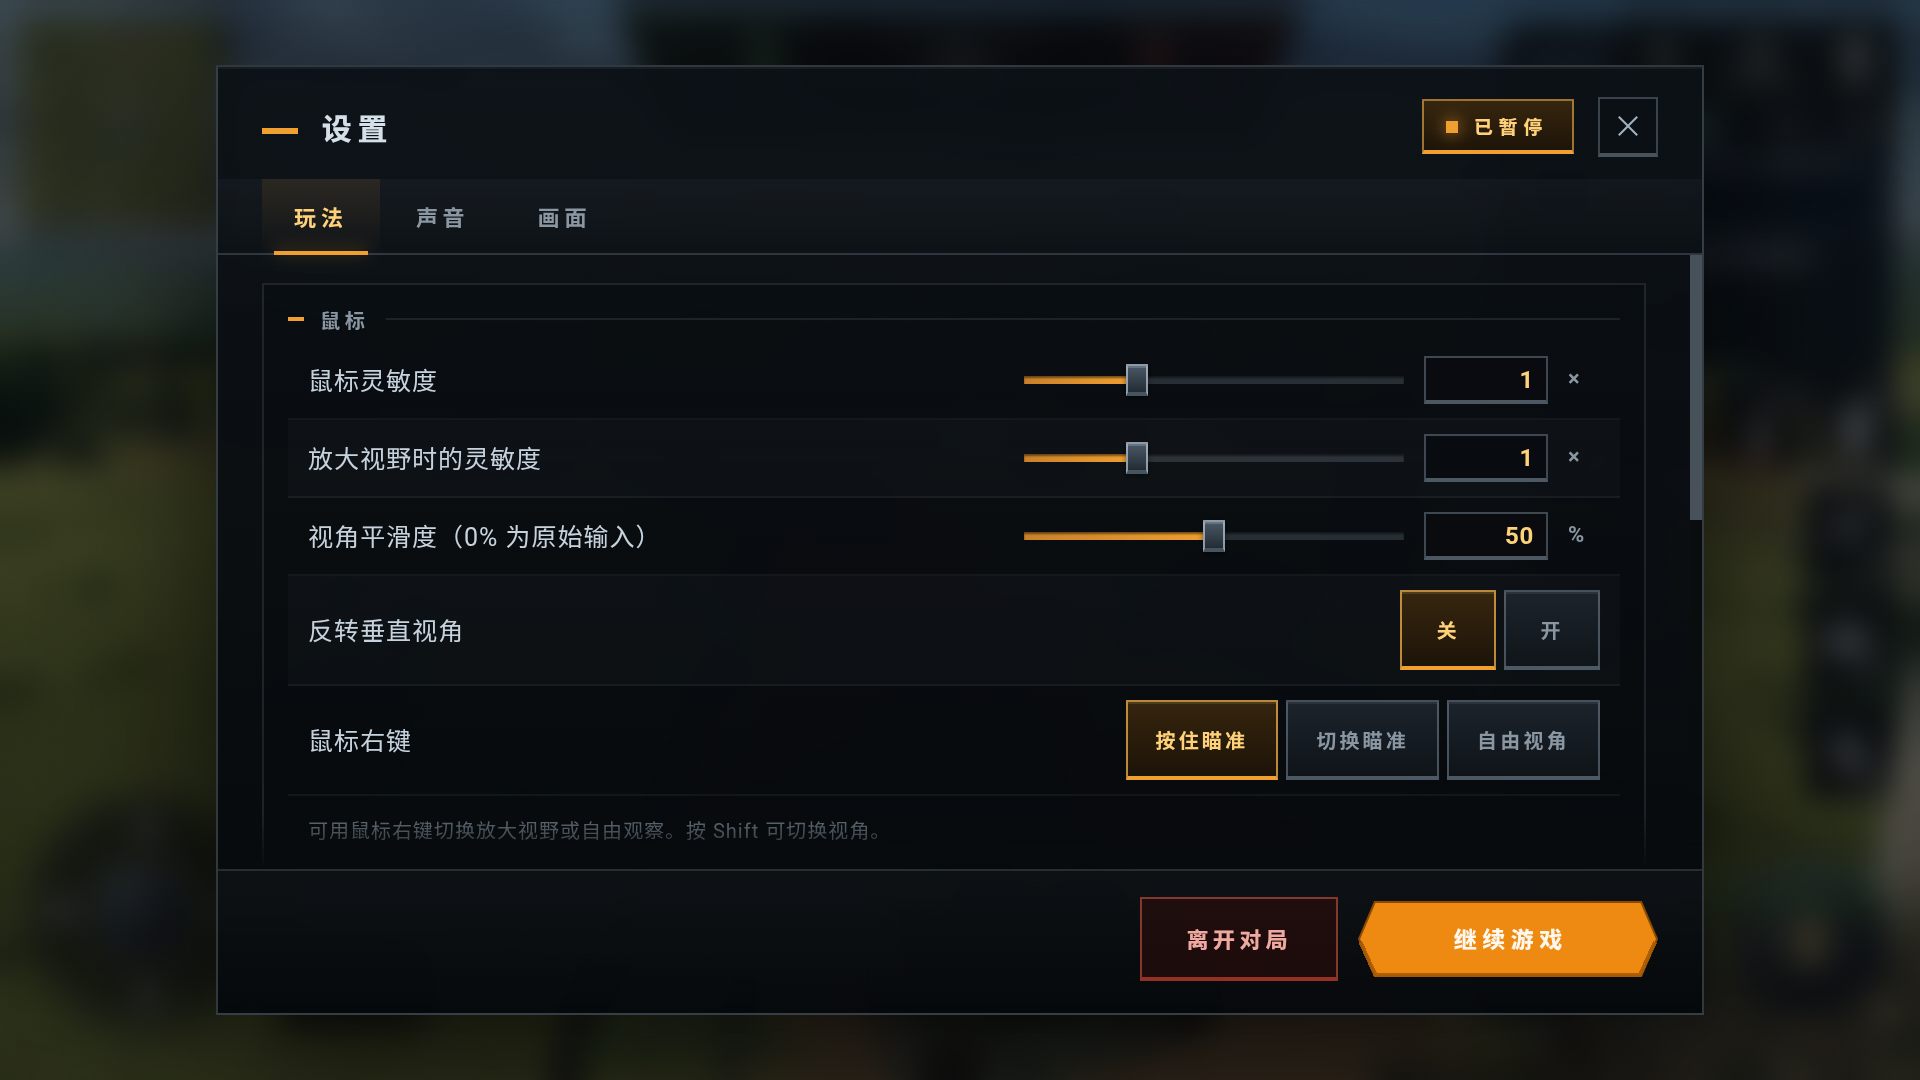 设置
已暂停
玩法
声音
画面
鼠标
鼠标灵敏度
1 ×
放大视野时的灵敏度
1 ×
视角平滑度（0% 为原始输入）
50 %
反转垂直视角
关
开
鼠标右键
按住瞄准
切换瞄准
自由视角
可用鼠标右键切换放大视野或自由观察。按 Shift 可切换视角。
离开对局
继续游戏